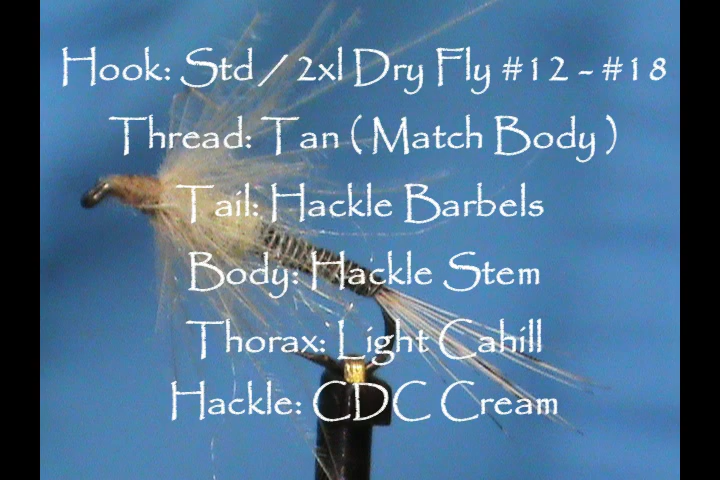 Hook: Std / 2xl Dry Fly #12 - #18
Thread: Tan ( Match Body )
Tail: Hackle Barbels
Body: Hackle Stem
Thorax: Light Cahill
Hackle: CDC Cream